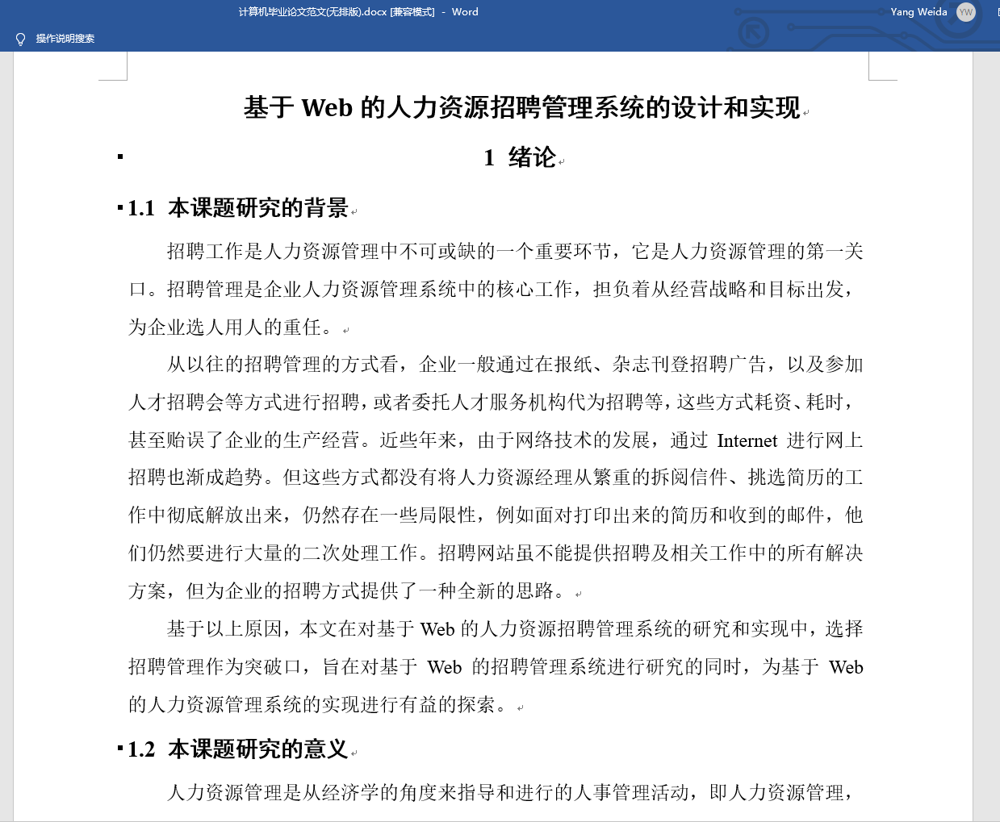 计算机毕业论文范文(无排版).docx [兼容模式] - Word
Yang Weida
YW
操作说明搜索
基于 Web 的人力资源招聘管理系统的设计和实现
1 绪论
1.1 本课题研究的背景
招聘工作是人力资源管理中不可或缺的一个重要环节，它是人力资源管理的第一关
口。招聘管理是企业人力资源管理系统中的核心工作，担负着从经营战略和目标出发，
为企业选人用人的重任。
从以往的招聘管理的方式看，企业一般通过在报纸、杂志刊登招聘广告，以及参加
人才招聘会等方式进行招聘，或者委托人才服务机构代为招聘等，这些方式耗资、耗时，
甚至贻误了企业的生产经营。近些年来，由于网络技术的发展，通过 Internet 进行网上
招聘也渐成趋势。但这些方式都没有将人力资源经理从繁重的拆阅信件、挑选简历的工
作中彻底解放出来，仍然存在一些局限性，例如面对打印出来的简历和收到的邮件，他
们仍然要进行大量的二次处理工作。招聘网站虽不能提供招聘及相关工作中的所有解决
方案，但为企业的招聘方式提供了一种全新的思路。
基于以上原因，本文在对基于 Web 的人力资源招聘管理系统的研究和实现中，选择
招聘管理作为突破口，旨在对基于 Web 的招聘管理系统进行研究的同时，为基于 Web
的人力资源管理系统的实现进行有益的探索。
1.2 本课题研究的意义
人力资源管理是从经济学的角度来指导和进行的人事管理活动，即人力资源管理，